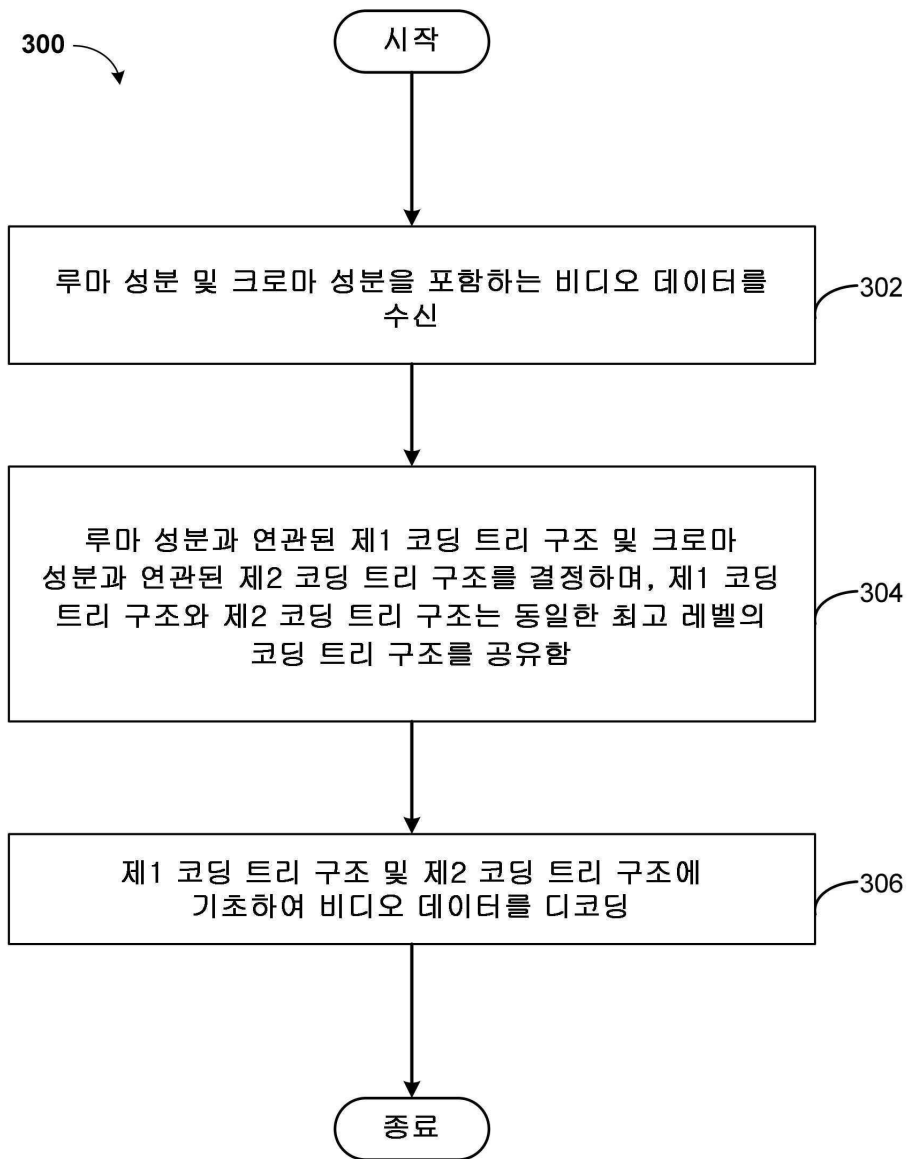 300
시작
루마 성분 및 크로마 성분을 포함하는 비디오 데이터를
수신
302
루마 성분과 연관된 제1 코딩 트리 구조 및 크로마
성분과 연관된 제2 코딩 트리 구조를 결정하며, 제1 코딩
트리 구조와 제2 코딩 트리 구조는 동일한 최고 레벨의
코딩 트리 구조를 공유함
304
제1 코딩 트리 구조 및 제2 코딩 트리 구조에
기초하여 비디오 데이터를 디코딩
306
종료